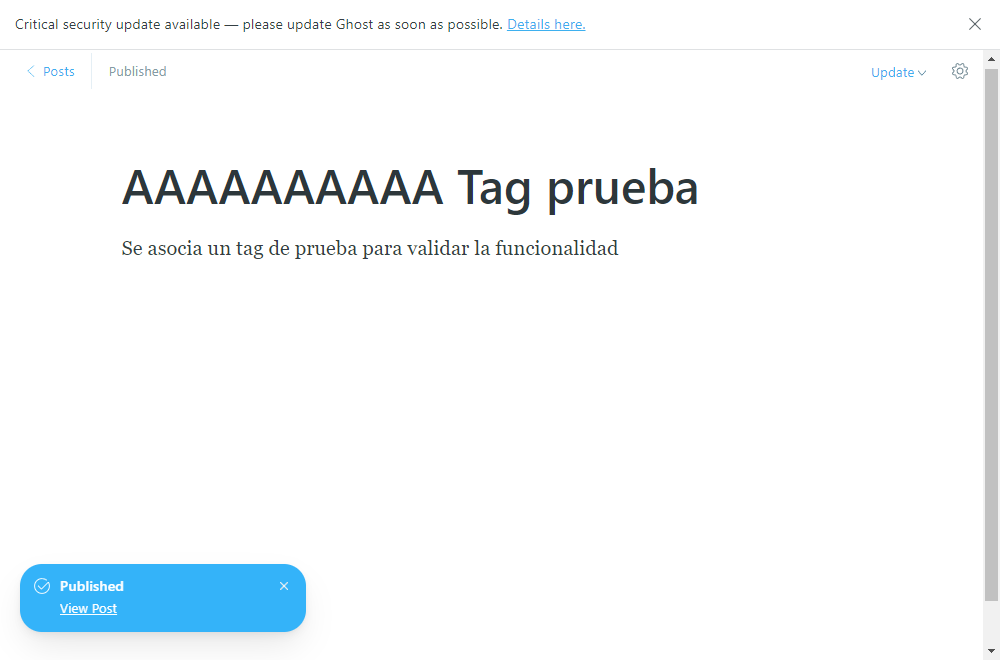 Critical security update available — please update Ghost as soon as possible. Details here.
Posts
Published
Update
AAAAAAAAAA Tag prueba
Se asocia un tag de prueba para validar la funcionalidad
Published
View Post